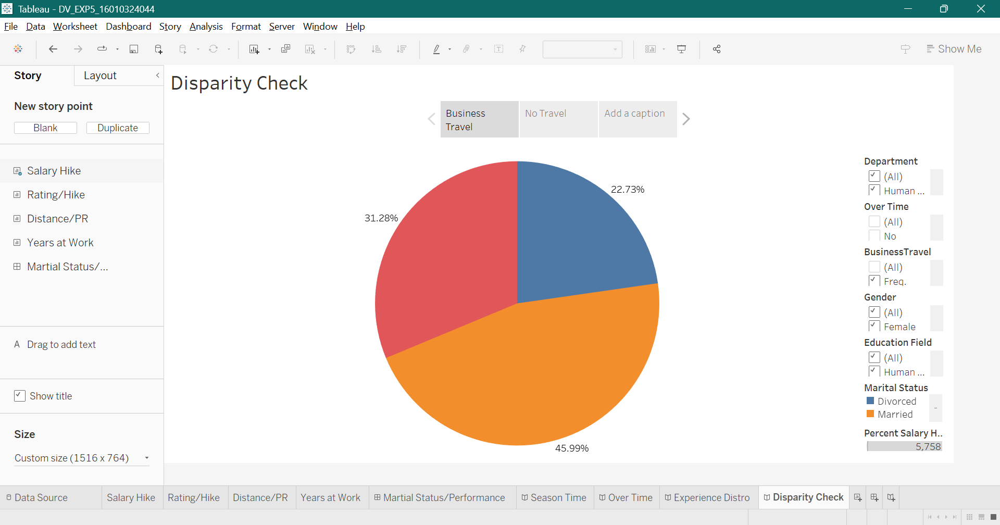 Tableau - DV_EXP5_16010324044
File Data Worksheet Dashboard Story Analysis Format Server Window Help
Show Me
Story Layout
Disparity Check
New story point
Blank Duplicate
Business
Travel
No Travel
Add a caption
Salary Hike
Rating/Hike
Distance/PR
Years at Work
Martial Status/...
A Drag to add text
Show title
Size
Custom size (1516 x 764)
22.73%
31.28%
45.99%
Department
(All)
Human ...
Over Time
(All)
No
BusinessTravel
(All)
Freq.
Gender
(All)
Female
Education Field
(All)
Human ...
Marital Status
Divorced
Married
Percent Salary H..
5,758
Data Source Salary Hike Rating/Hike Distance/PR Years at Work Martial Status/Performance Season Time Over Time Experience Distro Disparity Check